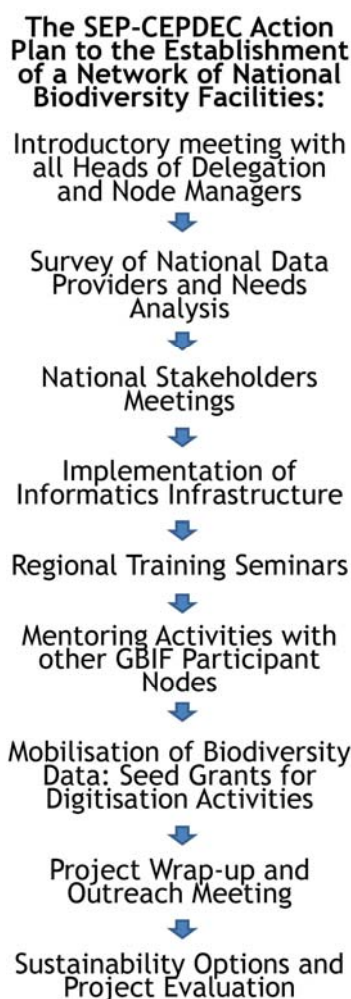 The SEP-CEPDEC Action
Plan to the Establishment
of a Network of National
Biodiversity Facilities:
Introductory meeting with
all Heads of Delegation
and Node Managers
Survey of National Data
Providers and Needs
Analysis
National Stakeholders
Meetings
Implementation of
Informatics Infrastructure
Regional Training Seminars
Mentoring Activities with
other GBIF Participant
Nodes
Mobilisation of Biodiversity
Data: Seed Grants for
Digitisation Activities
Project Wrap-up and
Outreach Meeting
Sustainability Options and
Project Evaluation